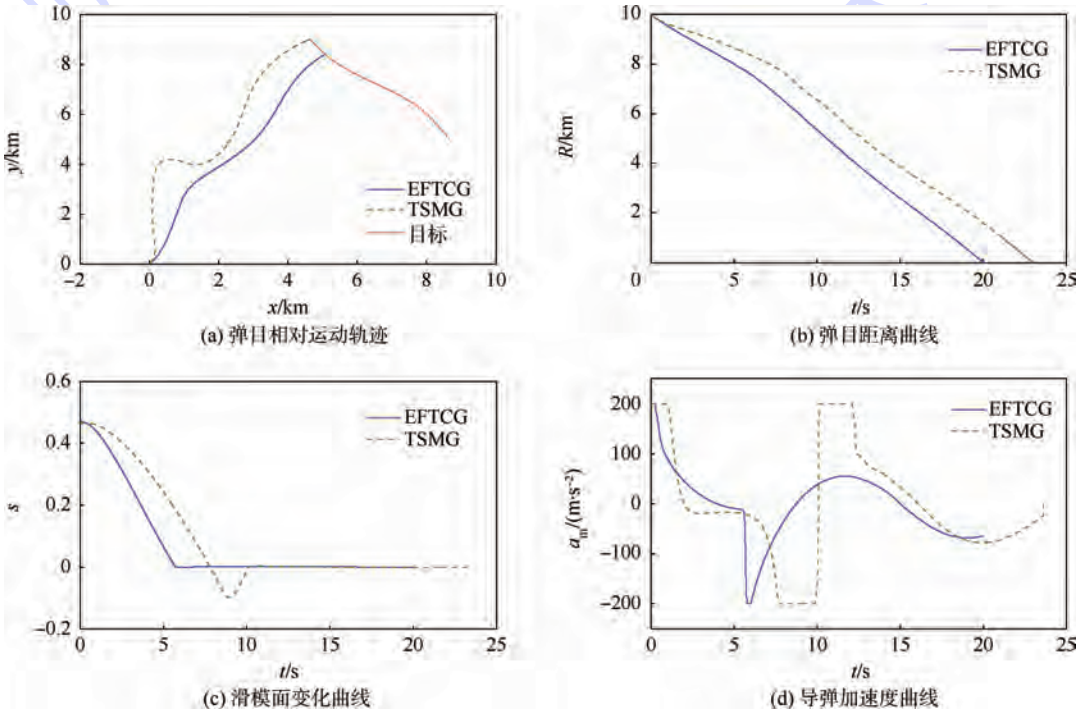 10
8
6
4
2
0
y/km
EFTCG
TSMG
目标
−2 0 2 4 6 8 10
x/km
(a) 弹目相对运动轨迹
10
8
6
4
2
R/km
EFTCG
TSMG
0 5 10 15 20 25
t/s
(b) 弹目距离曲线
0.6
0.4
0.2
0
−0.2
s
EFTCG
TSMG
0 5 10 15 20 25
t/s
(c) 滑模面变化曲线
200
100
0
−100
−200
a_m/(m·s⁻²)
EFTCG
TSMG
0 5 10 15 20 25
t/s
(d) 导弹加速度曲线